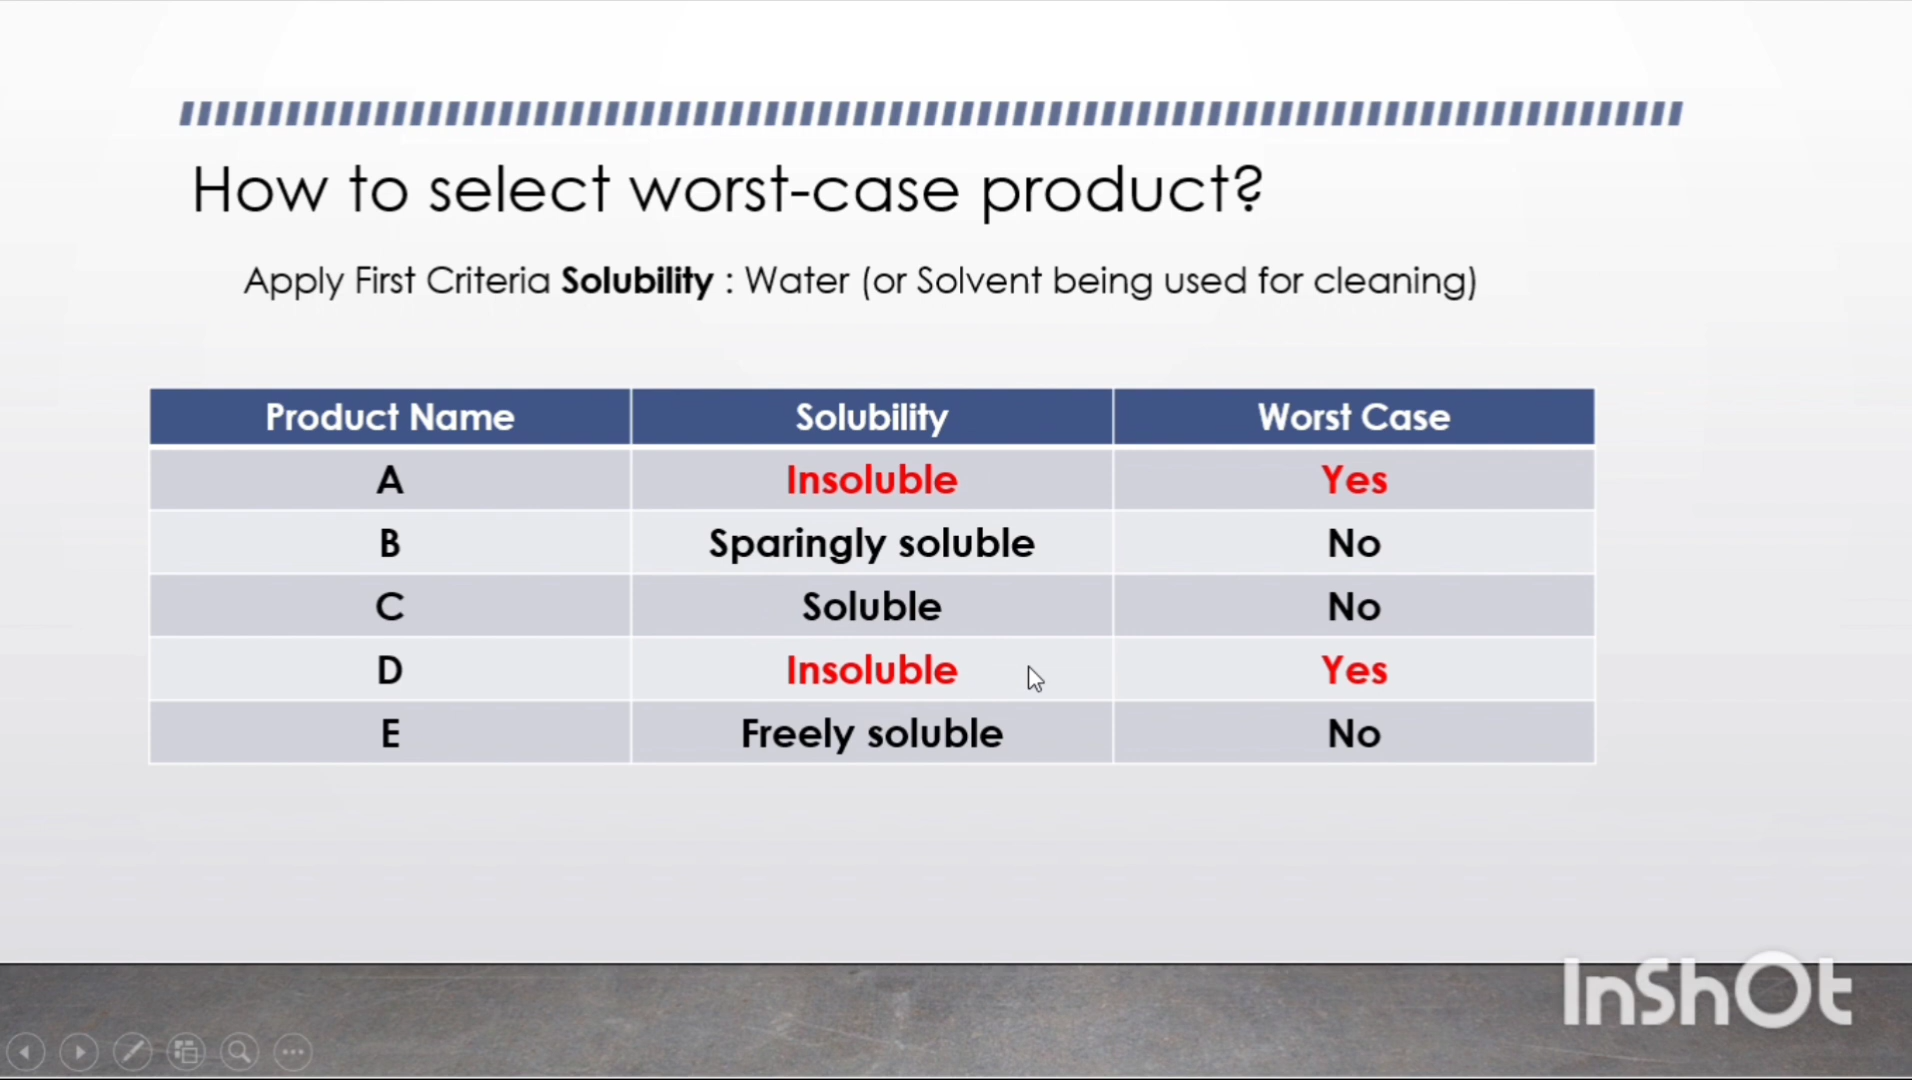 How to select worst-case product?
Apply First Criteria Solubility : Water (or Solvent being used for cleaning)
Product Name Solubility Worst Case
A Insoluble Yes
B Sparingly soluble No
C Soluble No
D Insoluble Yes
E Freely soluble No
InShOt